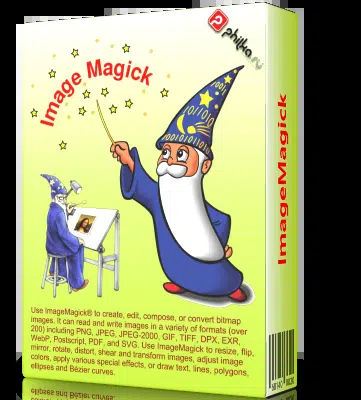 philka.ru
Image Magick
ImageMagick
Use ImageMagick® to create, edit, compose, or convert bitmap
images. It can read and write images in a variety of formats (over
200) including PNG, JPEG, JPEG-2000, GIF, TIFF, DPX, EXR,
WebP, Postscript, PDF, and SVG. Use ImageMagick to resize, flip,
mirror, rotate, distort, shear and transform images, adjust image
colors, apply various special effects, or draw text, lines, polygons,
ellipses and Bézier curves.